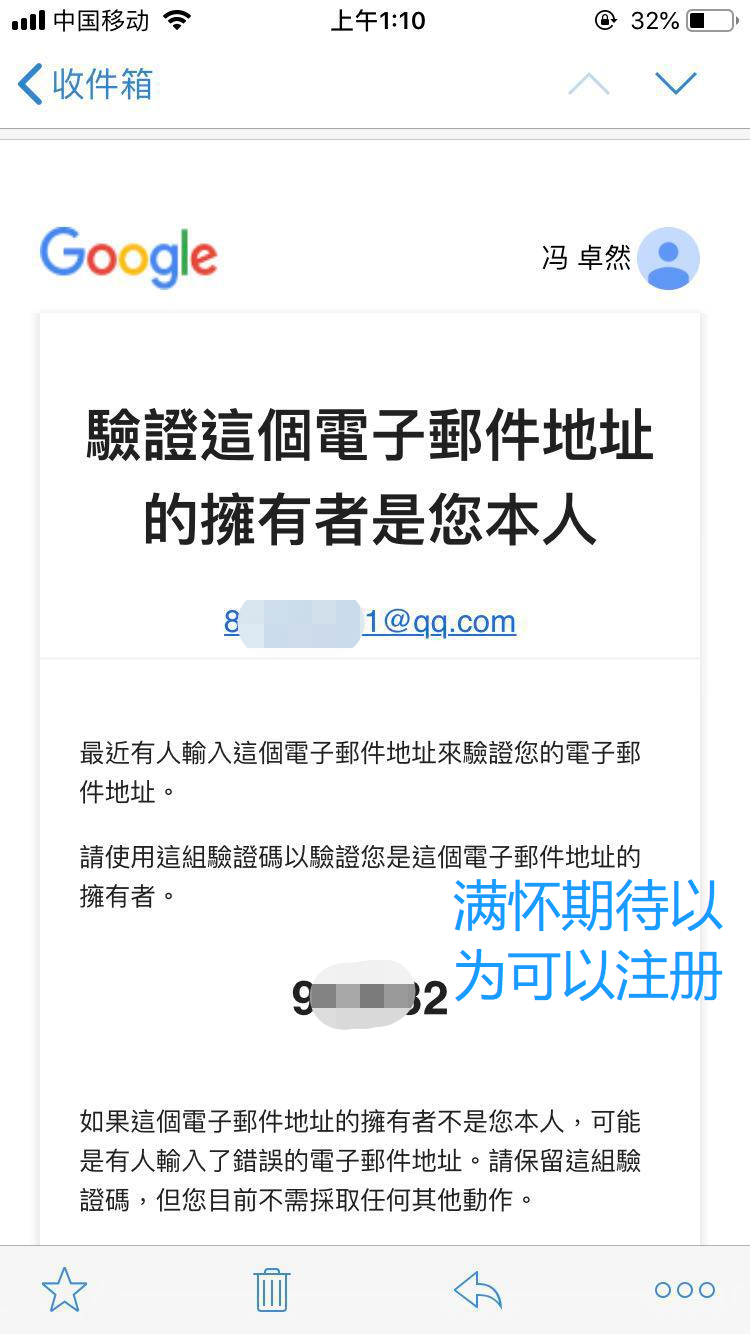 中国移动
上午1:10
32%
收件箱
Google
冯 卓然
驗證這個電子郵件地址
的擁有者是您本人
8 1@qq.com
最近有人輸入這個電子郵件地址來驗證您的電子郵
件地址。
請使用這組驗證碼以驗證您是這個電子郵件地址的
擁有者。
满怀期待以
为可以注册
9 32
如果這個電子郵件地址的擁有者不是您本人，可能
是有人輸入了錯誤的電子郵件地址。請保留這組驗
證碼，但您目前不需採取任何其他動作。